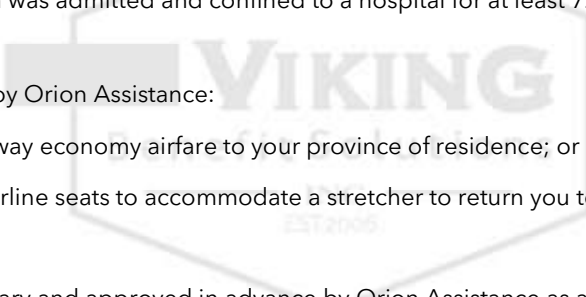 was admitted and confined to a hospital for at least 7
VIKING
by Orion Assistance:
way economy airfare to your province of residence; or
Benefit Solutions
rline seats to accommodate a stretcher to return you t
INC
EST2006
ary and approved in advance by Orion Assistance as a